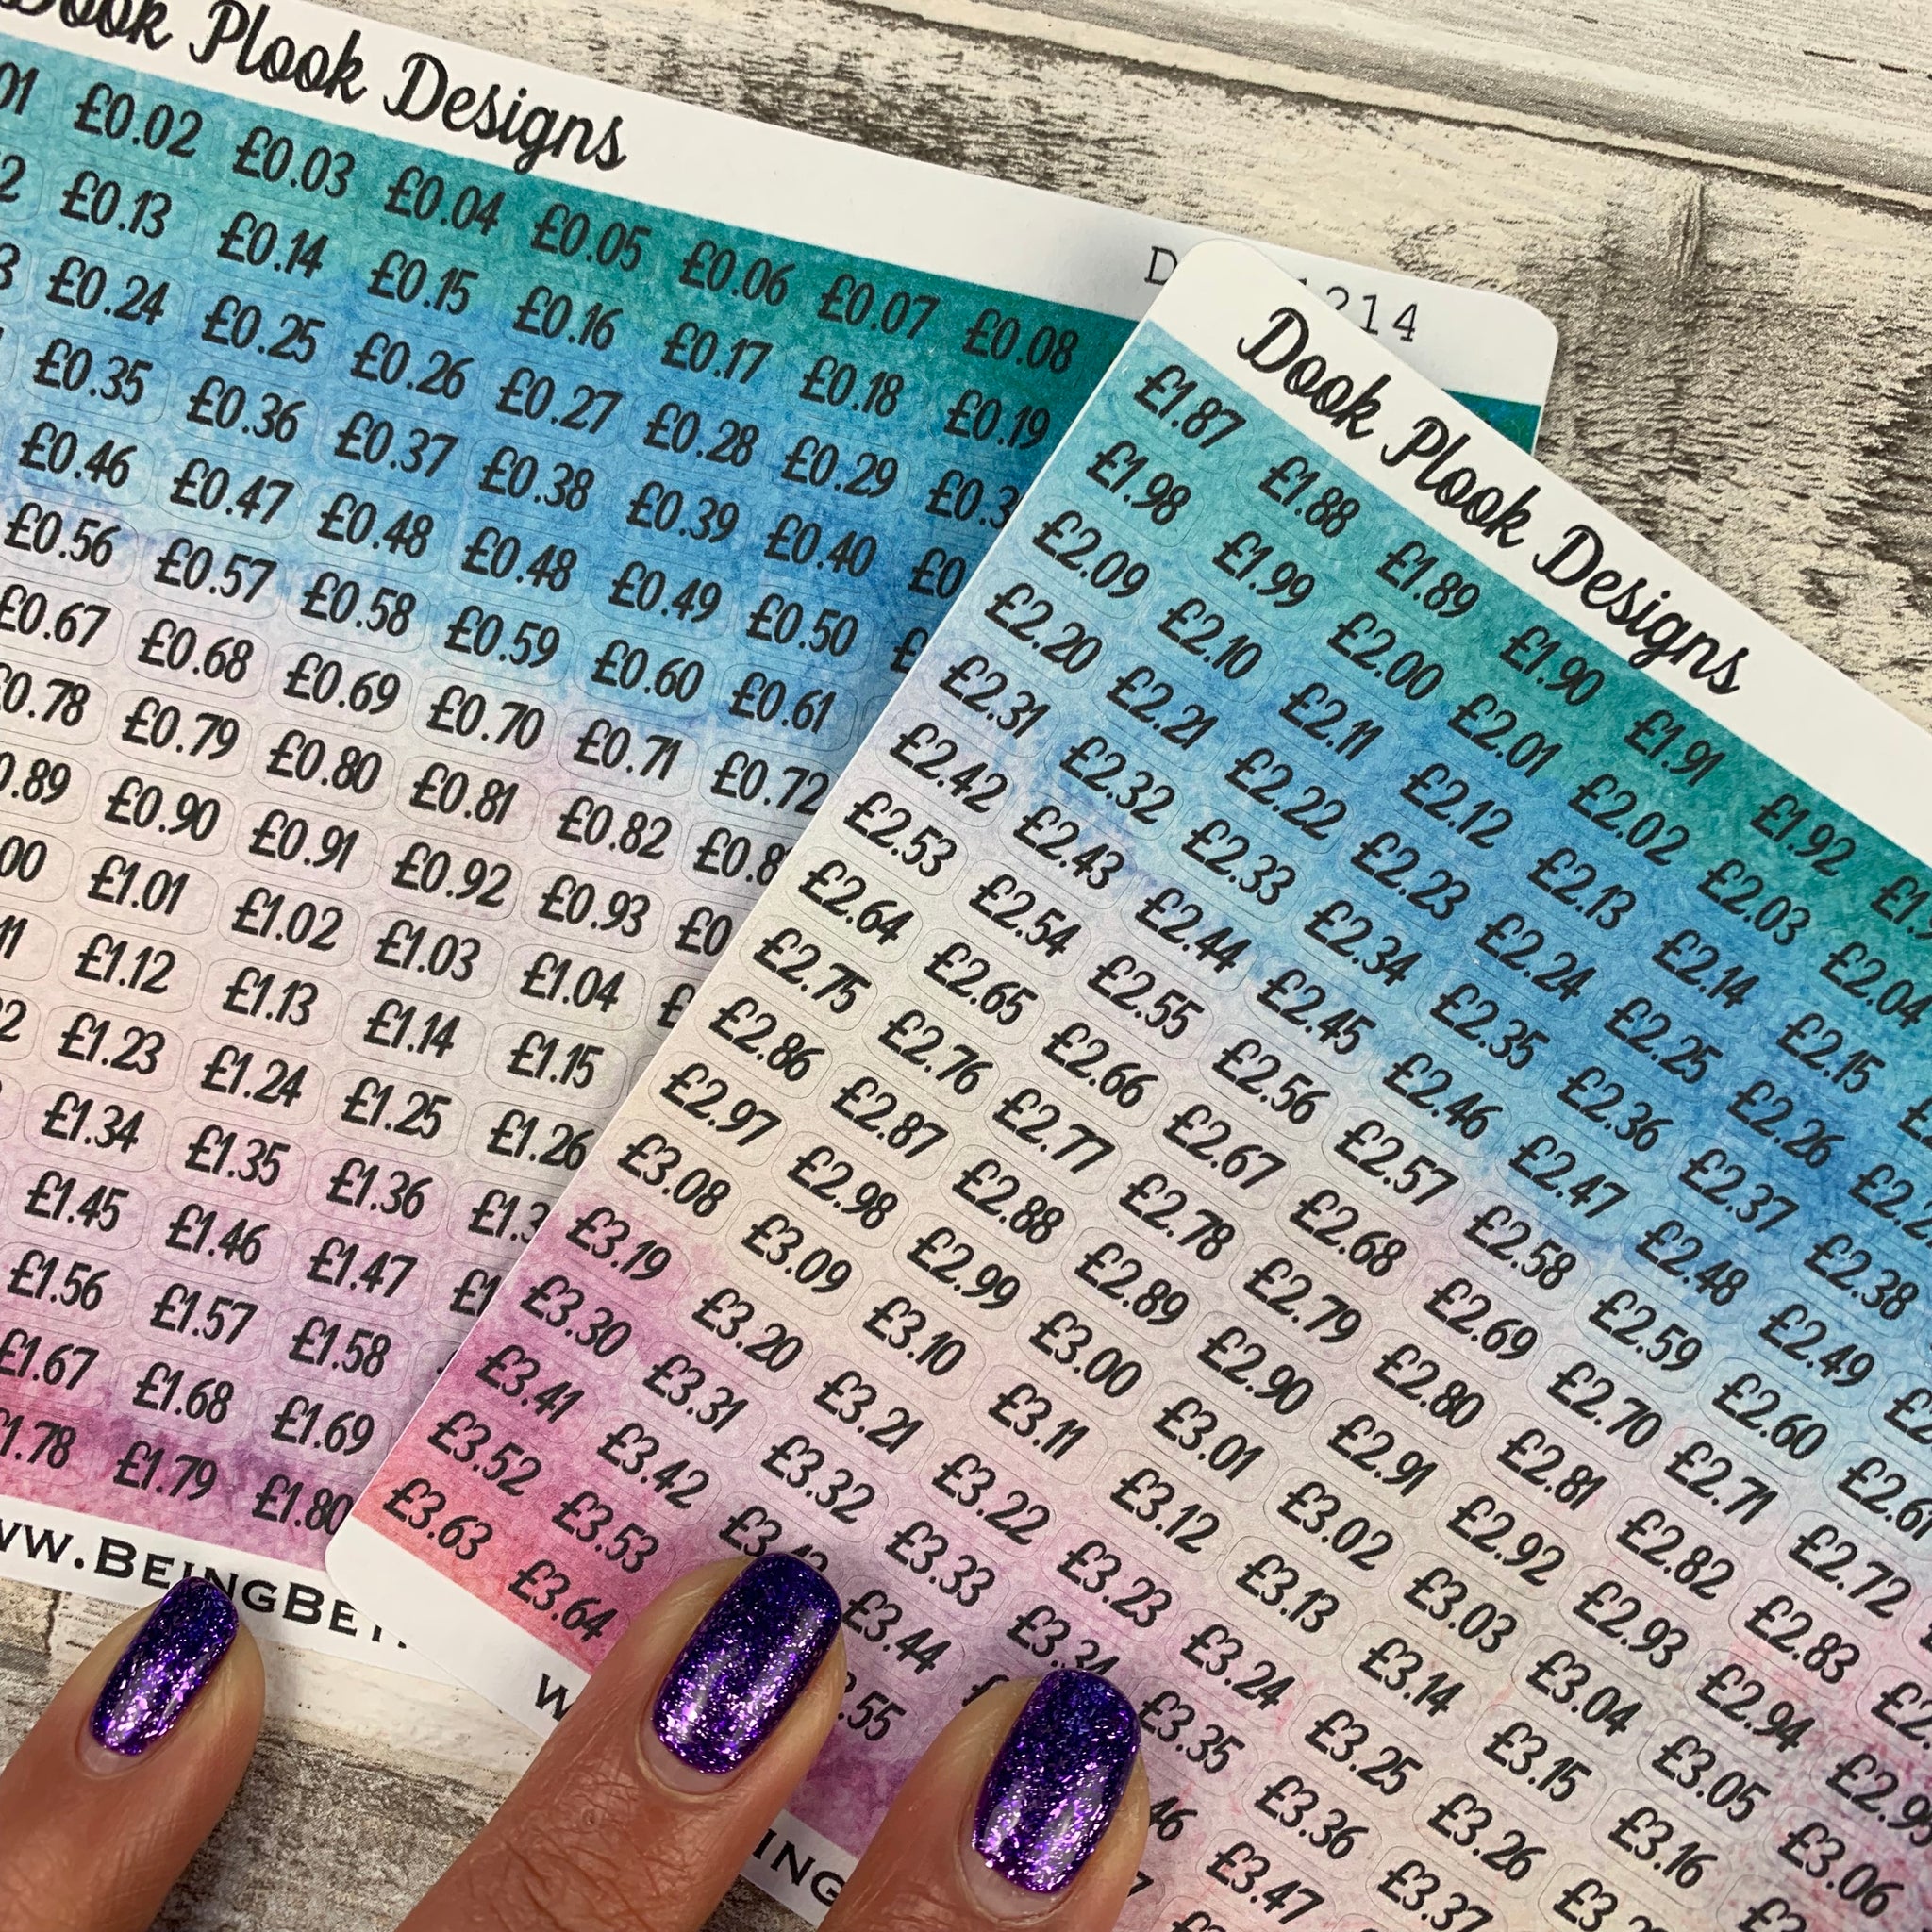 Dook Plook Designs
£0.02 £0.03 £0.04 £0.05 £0.06 £0.07 £0.08
£0.13 £0.14 £0.15 £0.16 £0.17 £0.18 £0.19
£0.24 £0.25 £0.26 £0.27 £0.28 £0.29
£0.35 £0.36 £0.37 £0.38 £0.39 £0.40
£0.46 £0.47 £0.48 £0.48 £0.49 £0.50
£0.56 £0.57 £0.58 £0.59 £0.60 £0.61
£0.67 £0.68 £0.69 £0.70 £0.71 £0.72
£0.78 £0.79 £0.80 £0.81 £0.82
£0.90 £0.91 £0.92 £0.93
£1.01 £1.02 £1.03 £1.04
£1.12 £1.13 £1.14 £1.15
£1.23 £1.24 £1.25 £1.26
£1.34 £1.35 £1.36
£1.45 £1.46 £1.47
£1.56 £1.57 £1.58
£1.67 £1.68 £1.69
£1.78 £1.79 £1.80
Dook Plook Designs
£1.87 £1.88 £1.89 £1.90 £1.91 £1.92
£1.98 £1.99 £2.00 £2.01 £2.02 £2.03 £2.04
£2.09 £2.10 £2.11 £2.12 £2.13 £2.14 £2.15
£2.20 £2.21 £2.22 £2.23 £2.24 £2.25 £2.26
£2.31 £2.32 £2.33 £2.34 £2.35 £2.36 £2.37 £2.38
£2.42 £2.43 £2.44 £2.45 £2.46 £2.47 £2.48 £2.49
£2.53 £2.54 £2.55 £2.56 £2.57 £2.58 £2.59 £2.60 £2.61
£2.64 £2.65 £2.66 £2.67 £2.68 £2.69 £2.70 £2.71 £2.72
£2.75 £2.76 £2.77 £2.78 £2.79 £2.80 £2.81 £2.82 £2.83
£2.86 £2.87 £2.88 £2.89 £2.90 £2.91 £2.92 £2.93 £2.94
£2.97 £2.98 £2.99 £3.00 £3.01 £3.02 £3.03 £3.04 £3.05 £3.06
£3.08 £3.09 £3.10 £3.11 £3.12 £3.13 £3.14 £3.15 £3.16
£3.19 £3.20 £3.21 £3.22 £3.23 £3.24 £3.25 £3.26
£3.30 £3.31 £3.32 £3.33 £3.34 £3.35 £3.36 £3.37
£3.41 £3.42 £3.44 £3.47
£3.52 £3.53
£3.63 £3.64